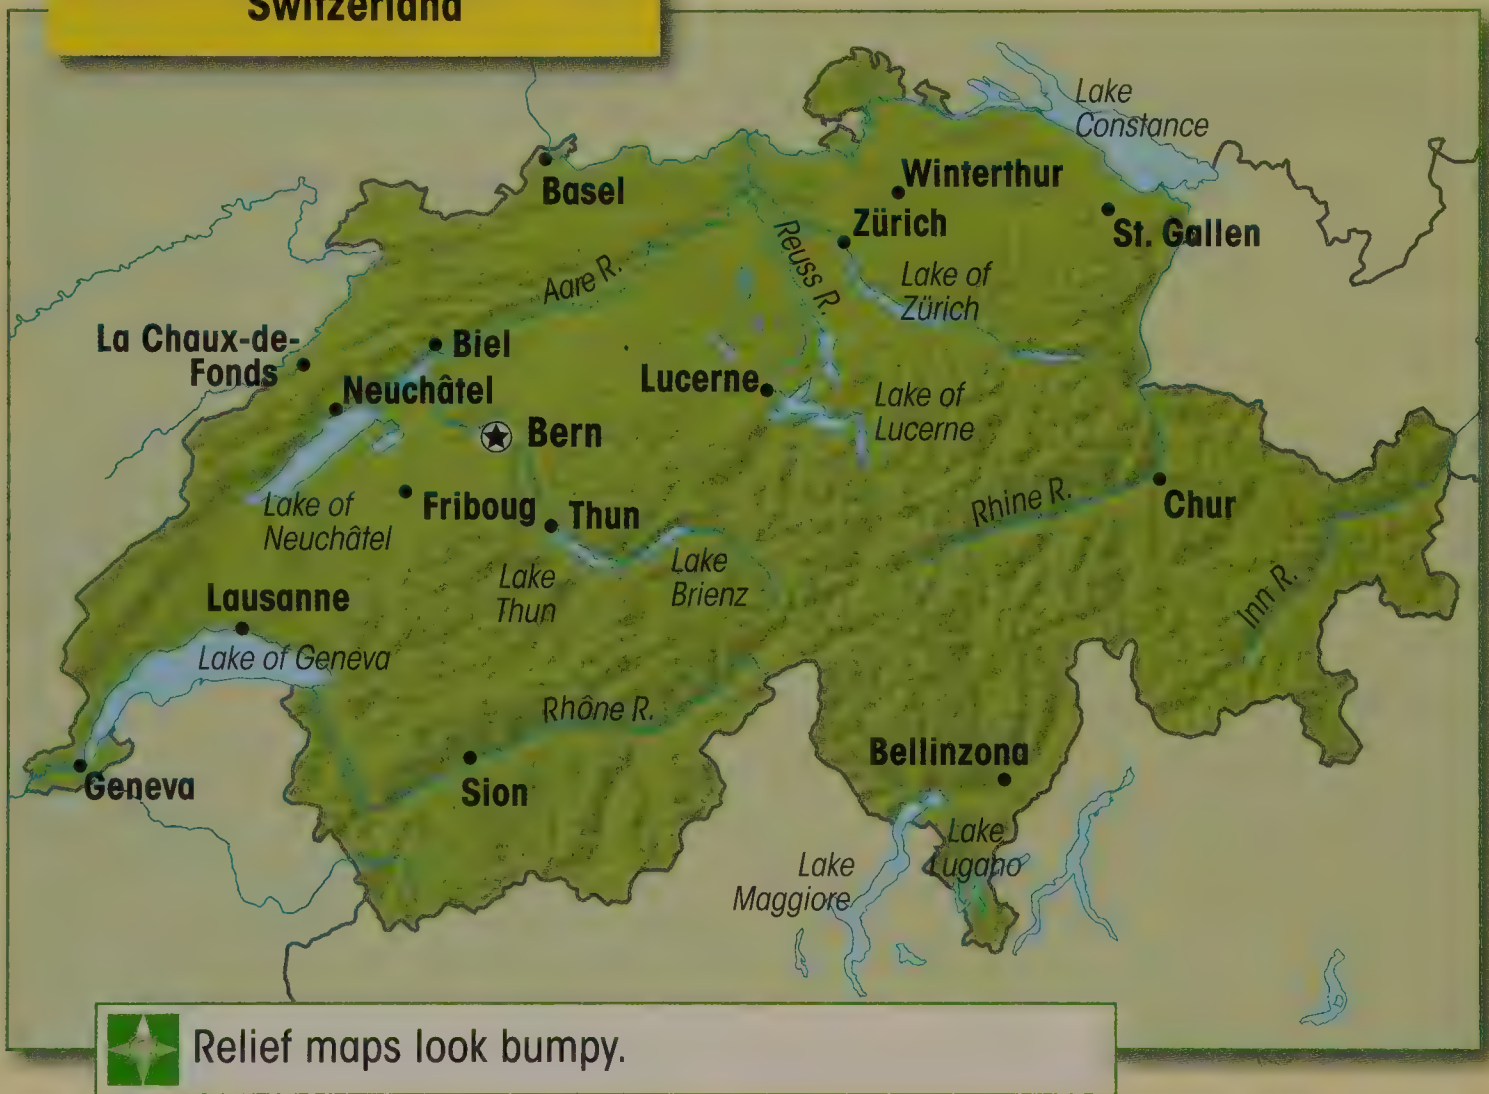 Switzerland
Lake
Constance
Basel
Winterthur
Zürich
St. Gallen
Reuss R.
Aare R.
Lake of
Zürich
La Chaux-de-
Fonds
Biel
Neuchâtel
Lucerne
Lake of
Lucerne
Bern
Lake of
Neuchâtel
Friboug
Thun
Rhine R.
Chur
Lake
Thun
Lake
Brienz
Inn R.
Lausanne
Lake of Geneva
Rhône R.
Geneva
Sion
Bellinzona
Lake
Lugano
Lake
Maggiore
Relief maps look bumpy.